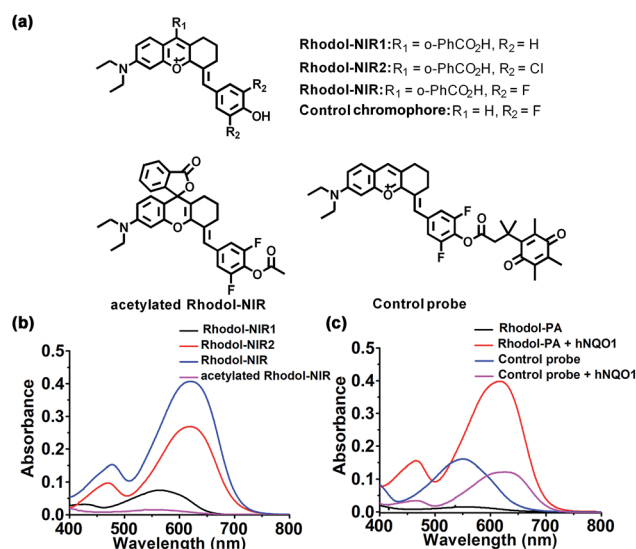 (a)
R1
N
O+
R2
OH
R2
Rhodol-NIR1:R1 = o-PhCO2H, R2 = H
Rhodol-NIR2:R1 = o-PhCO2H, R2 = Cl
Rhodol-NIR:R1 = o-PhCO2H, R2 = F
Control chromophore:R1 = H, R2 = F
O
O
N
O
F
O
F
O
acetylated Rhodol-NIR
N
O+
F
O
F
O
O
O
Control probe
(b)
Rhodol-NIR1
Rhodol-NIR2
Rhodol-NIR
acetylated Rhodol-NIR
Absorbance
0.5
0.4
0.3
0.2
0.1
0.0
400 500 600 700 800
Wavelength (nm)
(c)
Rhodol-PA
Rhodol-PA + hNQO1
Control probe
Control probe + hNQO1
Absorbance
0.5
0.4
0.3
0.2
0.1
0.0
400 500 600 700 800
Wavelength (nm)